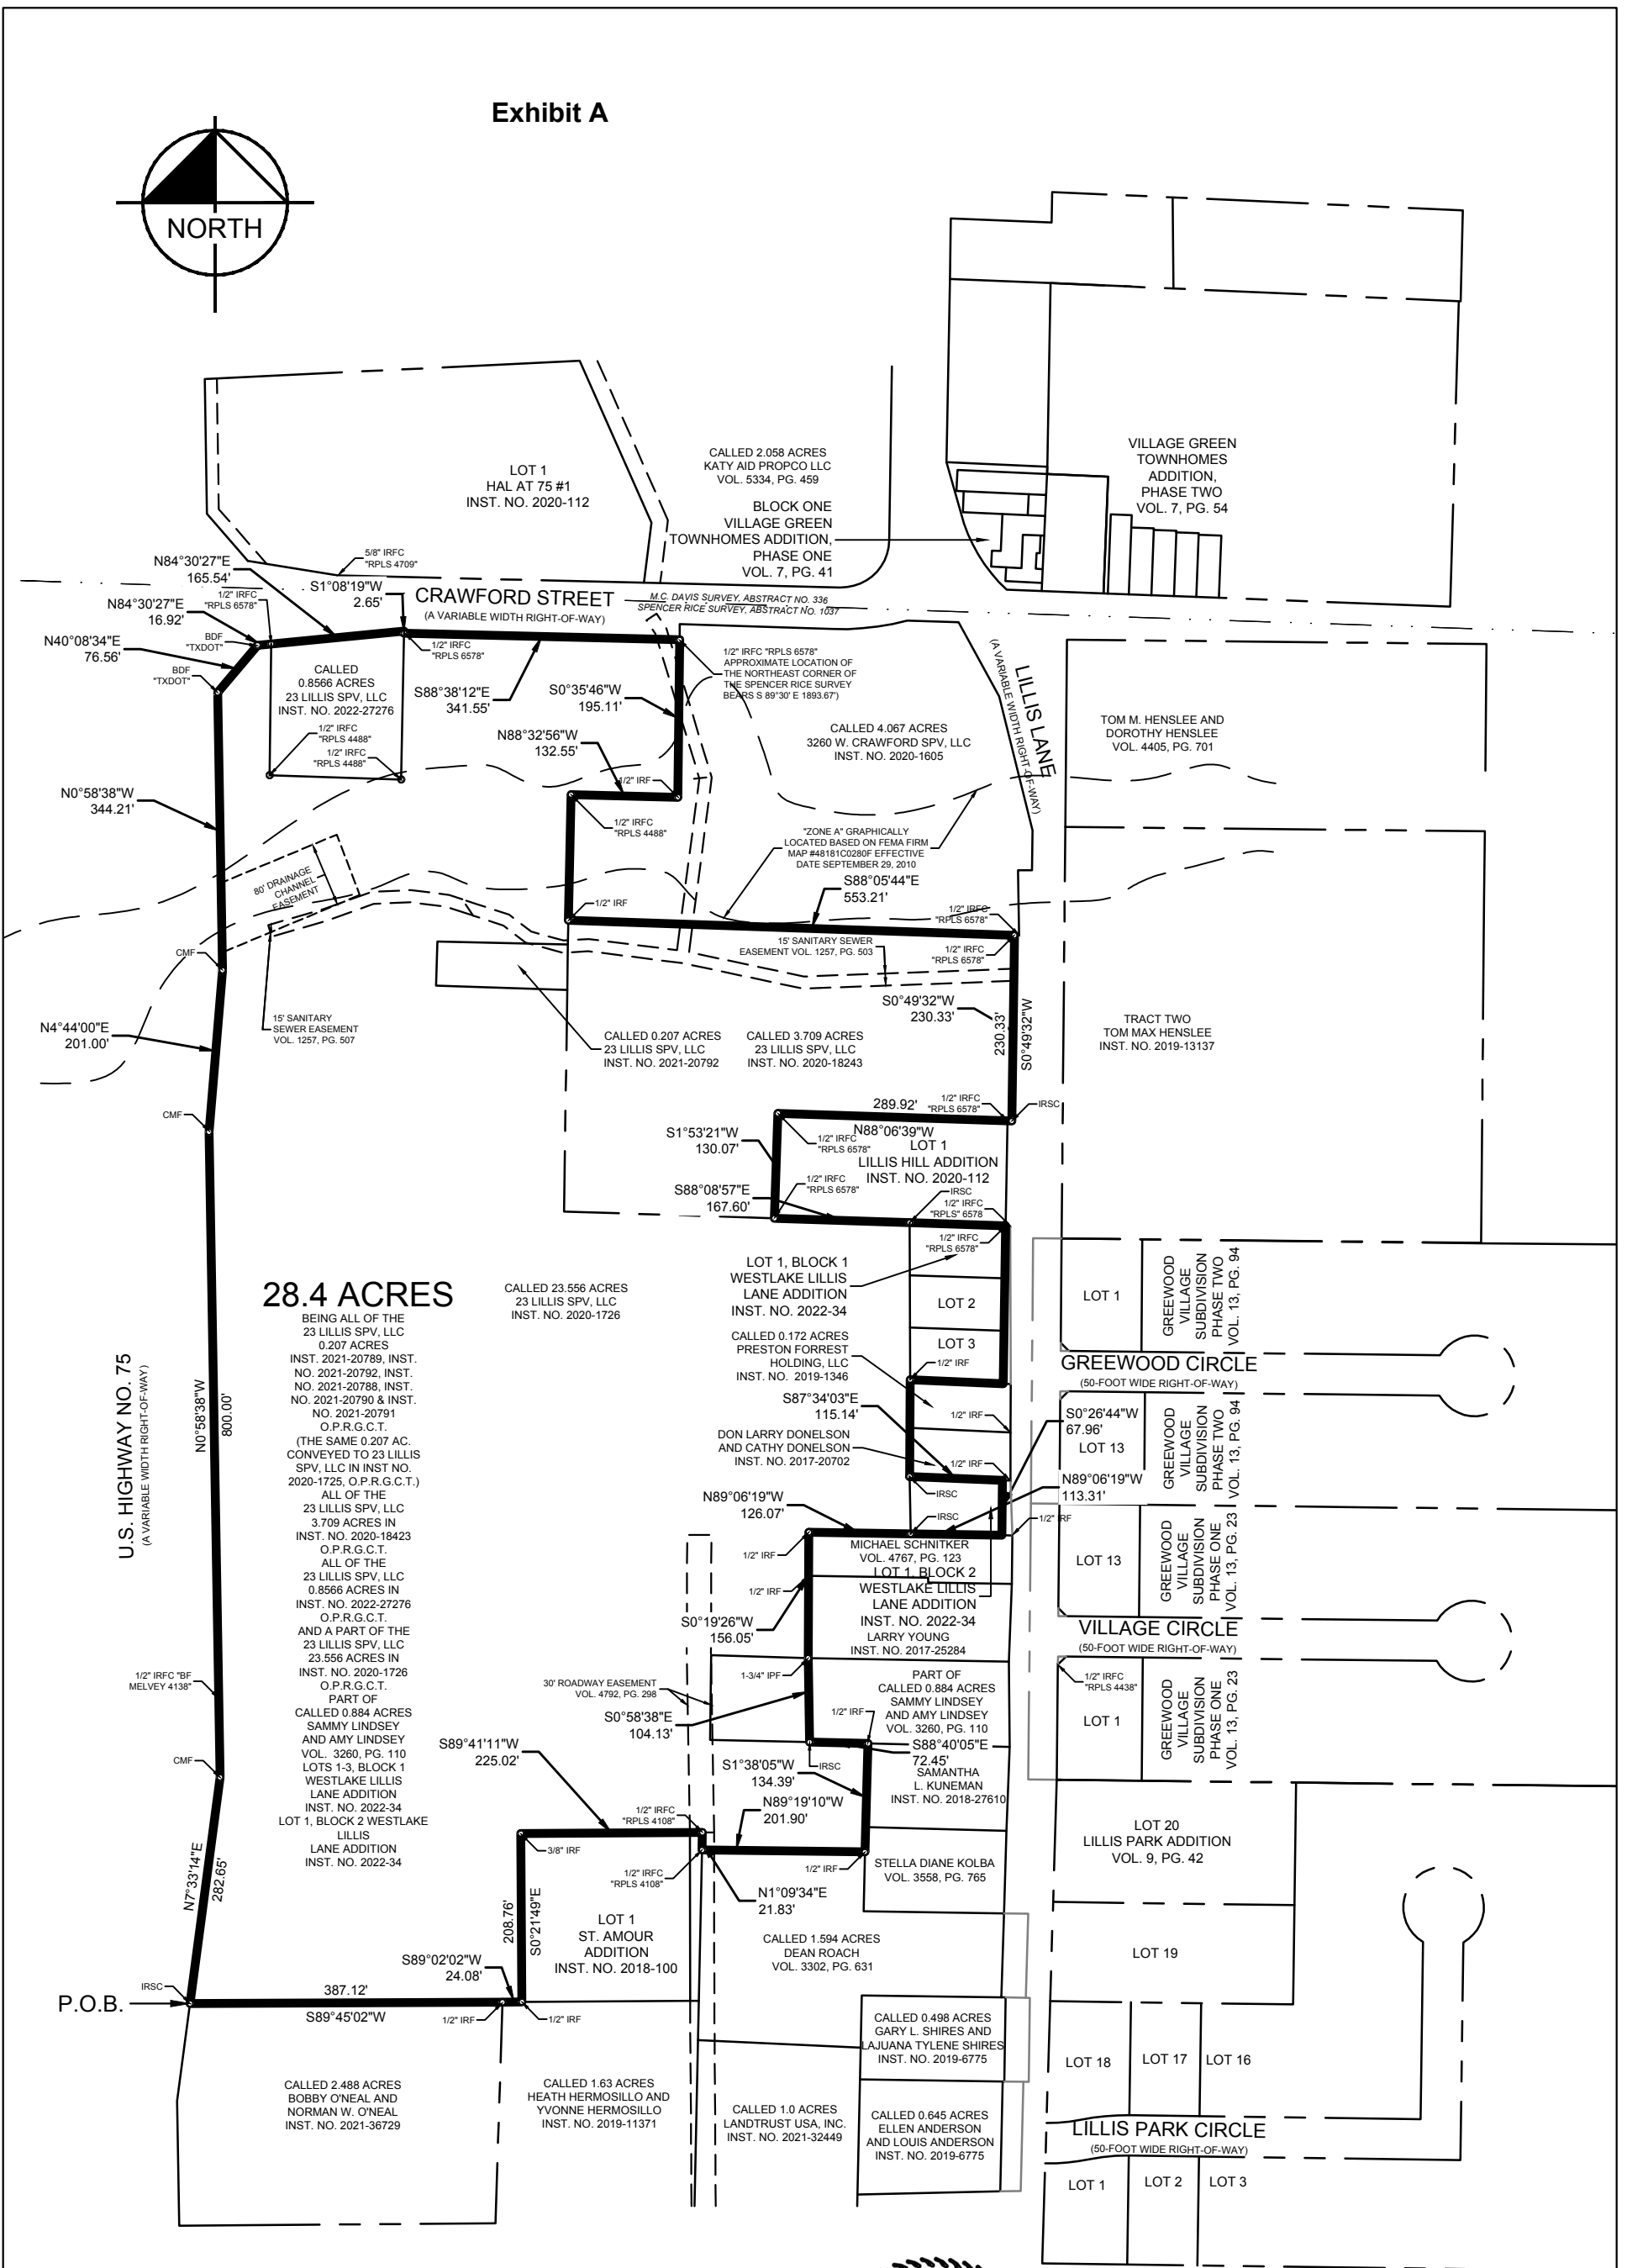 Exhibit A
NORTH
LOT 1
HAL AT 75 #1
INST. NO. 2020-112
CALLED 2.058 ACRES
KATY AID PROPCO LLC
VOL. 5334, PG. 459
BLOCK ONE
VILLAGE GREEN
TOWNHOMES ADDITION,
PHASE ONE
VOL. 7, PG. 41
VILLAGE GREEN
TOWNHOMES
ADDITION,
PHASE TWO
VOL. 7, PG. 54
5/8" IRFC
"RPLS 4709"
N84°30'27"E
165.54'
S1°08'19"W
2.65'
CRAWFORD STREET
(A VARIABLE WIDTH RIGHT-OF-WAY)
M.C. DAVIS SURVEY, ABSTRACT NO. 336
SPENCER RICE SURVEY, ABSTRACT NO. 1037
N84°30'27"E
16.92'
1/2" IRFC
"RPLS 6578"
N40°08'34"E
76.56'
BDF
"TXDOT"
BDF
"TXDOT"
1/2" IRFC
"RPLS 6578"
CALLED
0.8566 ACRES
23 LILLIS SPV, LLC
INST. NO. 2022-27276
1/2" IRFC
"RPLS 4488"
1/2" IRFC
"RPLS 4488"
S88°38'12"E
341.55'
S0°35'46"W
195.11'
N88°32'56"W
132.55'
1/2" IRFC "RPLS 6578"
APPROXIMATE LOCATION OF
THE NORTHEAST CORNER OF
THE SPENCER RICE SURVEY
BEARS S 89°30' E 1893.67')
CALLED 4.067 ACRES
3260 W. CRAWFORD SPV, LLC
INST. NO. 2020-1605
LILLIS LANE
(A VARIABLE WIDTH RIGHT-OF-WAY)
TOM M. HENSLEE AND
DOROTHY HENSLEE
VOL. 4405, PG. 701
1/2" IRF
1/2" IRFC
"RPLS 4488"
N0°58'38"W
344.21'
"ZONE A" GRAPHICALLY
LOCATED BASED ON FEMA FIRM
MAP #48181C0280F EFFECTIVE
DATE SEPTEMBER 29, 2010
S88°05'44"E
553.21'
80' DRAINAGE
CHANNEL
EASEMENT
1/2" IRF
1/2" IRFC
"RPLS 6578"
15' SANITARY SEWER
EASEMENT VOL. 1257, PG. 503
1/2" IRFC
"RPLS 6578"
CMF
S0°49'32"W
230.33'
230.33'
S0°49'32"W
N4°44'00"E
201.00'
15' SANITARY
SEWER EASEMENT
VOL. 1257, PG. 507
CALLED 0.207 ACRES
23 LILLIS SPV, LLC
INST. NO. 2021-20792
CALLED 3.709 ACRES
23 LILLIS SPV, LLC
INST. NO. 2020-18243
TRACT TWO
TOM MAX HENSLEE
INST. NO. 2019-13137
CMF
289.92'
1/2" IRFC
"RPLS 6578"
IRSC
S1°53'21"W
130.07'
N88°06'39"W
1/2" IRFC
"RPLS 6578"
LOT 1
LILLIS HILL ADDITION
INST. NO. 2020-112
S88°08'57"E
167.60'
1/2" IRFC
"RPLS 6578"
IRSC
1/2" IRFC
"RPLS" 6578
1/2" IRFC
"RPLS 6578"
LOT 1, BLOCK 1
WESTLAKE LILLIS
LANE ADDITION
INST. NO. 2022-34
LOT 2
LOT 3
28.4 ACRES
BEING ALL OF THE
23 LILLIS SPV, LLC
0.207 ACRES
INST. 2021-20789, INST.
NO. 2021-20792, INST.
NO. 2021-20788, INST.
NO. 2021-20790 & INST.
NO. 2021-20791
O.P.R.G.C.T.
(THE SAME 0.207 AC.
CONVEYED TO 23 LILLIS
SPV, LLC IN INST NO.
2020-1725, O.P.R.G.C.T.)
ALL OF THE
23 LILLIS SPV, LLC
3.709 ACRES IN
INST. NO. 2020-18423
O.P.R.G.C.T.
ALL OF THE
23 LILLIS SPV, LLC
0.8566 ACRES IN
INST. NO. 2022-27276
O.P.R.G.C.T.
AND A PART OF THE
23 LILLIS SPV, LLC
23.556 ACRES IN
INST. NO. 2020-1726
O.P.R.G.C.T.
PART OF
CALLED 0.884 ACRES
SAMMY LINDSEY
AND AMY LINDSEY
VOL. 3260, PG. 110
LOTS 1-3, BLOCK 1
WESTLAKE LILLIS
LANE ADDITION
INST. NO. 2022-34
LOT 1, BLOCK 2 WESTLAKE
LILLIS
LANE ADDITION
INST. NO. 2022-34
CALLED 23.556 ACRES
23 LILLIS SPV, LLC
INST. NO. 2020-1726
U.S. HIGHWAY NO. 75
(A VARIABLE WIDTH RIGHT-OF-WAY)
N0°58'38"W
800.00'
CALLED 0.172 ACRES
PRESTON FORREST
HOLDING, LLC
INST. NO. 2019-1346
1/2" IRF
S87°34'03"E
115.14'
1/2" IRF
DON LARRY DONELSON
AND CATHY DONELSON
INST. NO. 2017-20702
1/2" IRF
IRSC
S0°26'44"W
67.96'
N89°06'19"W
113.31'
LOT 1
GREEWOOD
VILLAGE
SUBDIVISION
PHASE TWO
VOL. 13, PG. 94
GREEWOOD CIRCLE
(50-FOOT WIDE RIGHT-OF-WAY)
LOT 13
GREEWOOD
VILLAGE
SUBDIVISION
PHASE TWO
VOL. 13, PG. 94
N89°06'19"W
126.07'
IRSC
1/2" IRF
1/2" IRF
MICHAEL SCHNITKER
VOL. 4767, PG. 123
LOT 1, BLOCK 2
WESTLAKE LILLIS
LANE ADDITION
INST. NO. 2022-34
1/2" IRF
LOT 13
GREEWOOD
VILLAGE
SUBDIVISION
PHASE ONE
VOL. 13, PG. 23
S0°19'26"W
156.05'
LARRY YOUNG
INST. NO. 2017-25284
VILLAGE CIRCLE
(50-FOOT WIDE RIGHT-OF-WAY)
1/2" IRFC "BF
MELVEY 4138"
30' ROADWAY EASEMENT
VOL. 4792, PG. 298
1-3/4" IPF
PART OF
CALLED 0.884 ACRES
SAMMY LINDSEY
AND AMY LINDSEY
VOL. 3260, PG. 110
1/2" IRFC
"RPLS 4438"
LOT 1
GREEWOOD
VILLAGE
SUBDIVISION
PHASE ONE
VOL. 13, PG. 23
S0°58'38"E
104.13'
1/2" IRF
S88°40'05"E
72.45'
S89°41'11"W
225.02'
CMF
IRSC
S1°38'05"W
134.39'
SAMANTHA
L. KUNEMAN
INST. NO. 2018-27610
N89°19'10"W
201.90'
1/2" IRFC
"RPLS 4108"
3/8" IRF
1/2" IRFC
"RPLS 4108"
1/2" IRF
STELLA DIANE KOLBA
VOL. 3558, PG. 765
LOT 20
LILLIS PARK ADDITION
VOL. 9, PG. 42
N7°33'14"E
282.65'
N1°09'34"E
21.83'
208.76'
S0°21'49"E
LOT 1
ST. AMOUR
ADDITION
INST. NO. 2018-100
CALLED 1.594 ACRES
DEAN ROACH
VOL. 3302, PG. 631
LOT 19
S89°02'02"W
24.08'
IRSC
P.O.B.
387.12'
S89°45'02"W
1/2" IRF
1/2" IRF
CALLED 0.498 ACRES
GARY L. SHIRES AND
LAJUANA TYLENE SHIRES
INST. NO. 2019-6775
LOT 18
LOT 17
LOT 16
CALLED 2.488 ACRES
BOBBY O'NEAL AND
NORMAN W. O'NEAL
INST. NO. 2021-36729
CALLED 1.63 ACRES
HEATH HERMOSILLO AND
YVONNE HERMOSILLO
INST. NO. 2019-11371
CALLED 1.0 ACRES
LANDTRUST USA, INC.
INST. NO. 2021-32449
CALLED 0.645 ACRES
ELLEN ANDERSON
AND LOUIS ANDERSON
INST. NO. 2019-6775
LILLIS PARK CIRCLE
(50-FOOT WIDE RIGHT-OF-WAY)
LOT 1
LOT 2
LOT 3